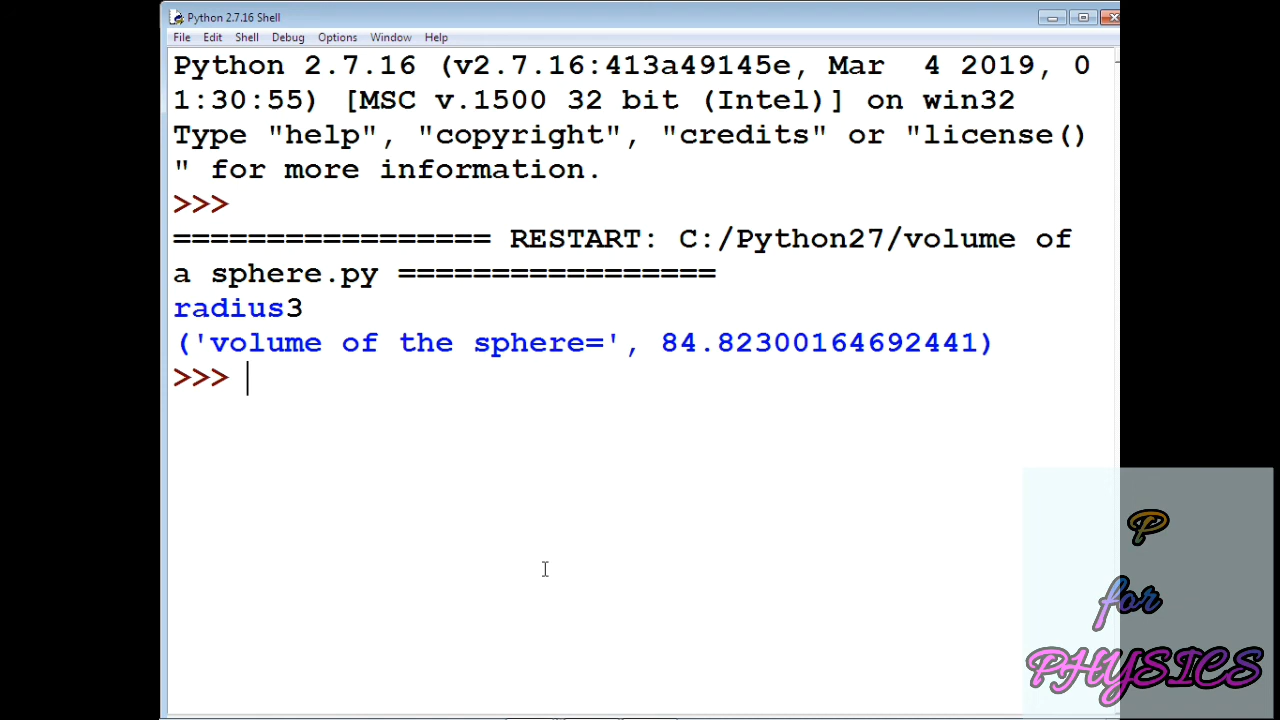 Python 2.7.16 Shell
File Edit Shell Debug Options Window Help
Python 2.7.16 (v2.7.16:413a49145e, Mar  4 2019, 0
1:30:55) [MSC v.1500 32 bit (Intel)] on win32
Type "help", "copyright", "credits" or "license()
" for more information.
>>>
================= RESTART: C:/Python27/volume of
a sphere.py =================
radius3
('volume of the sphere=', 84.82300164692441)
>>>
P
for
PHYSICS